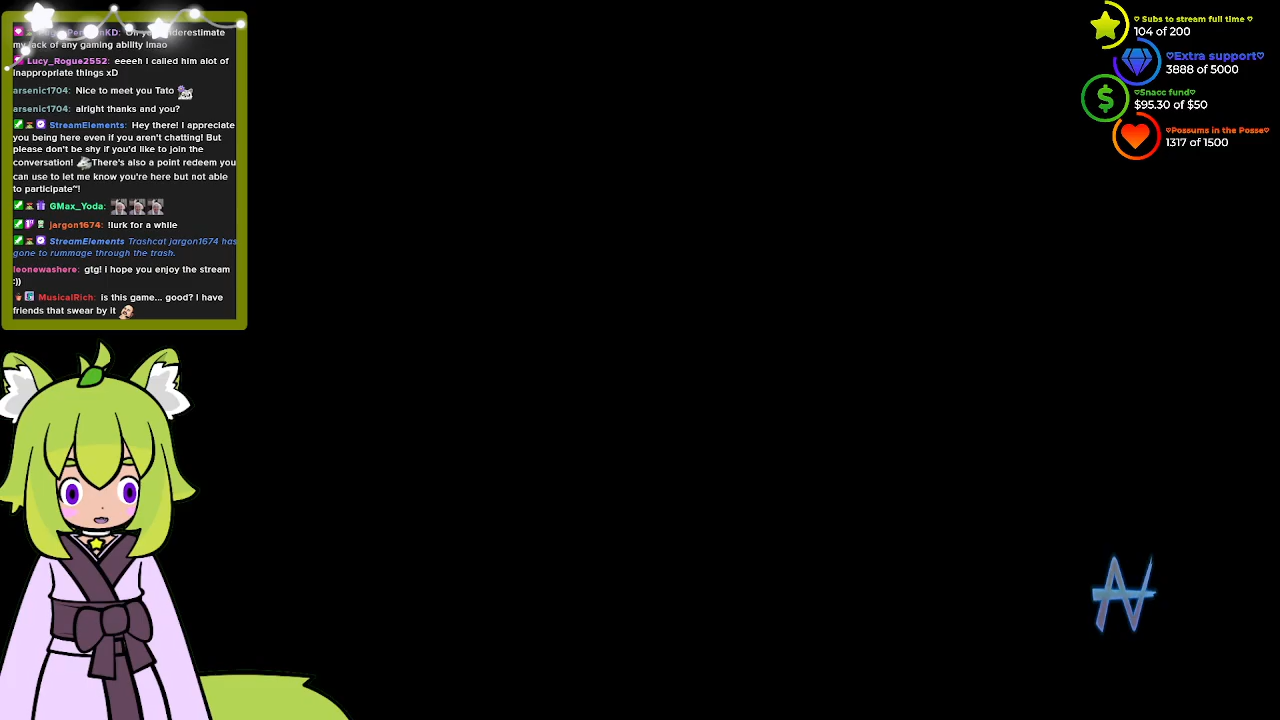 PersonKD: Oh you underestimate
my lack of any gaming ability lmao
Lucy_Rogue2552: eeeeh i called him alot of
inappropriate things xD
arsenic1704: Nice to meet you Tato
arsenic1704: alright thanks and you?
StreamElements: Hey there! I appreciate
you being here even if you aren't chatting! But
please don't be shy if you'd like to join the
conversation! There's also a point redeem you
can use to let me know you're here but not able
to participate~!
GMax_Yoda:
jargon1674: !lurk for a while
StreamElements Trashcat jargon1674 has
gone to rummage through the trash.
leonewashere: gtg! i hope you enjoy the stream
:))
MusicalRich: is this game... good? I have
friends that swear by it
♡ Subs to stream full time ♡
104 of 200
♡Extra support♡
3888 of 5000
♡Snacc fund♡
$95.30 of $50
♡Possums in the Posse♡
1317 of 1500